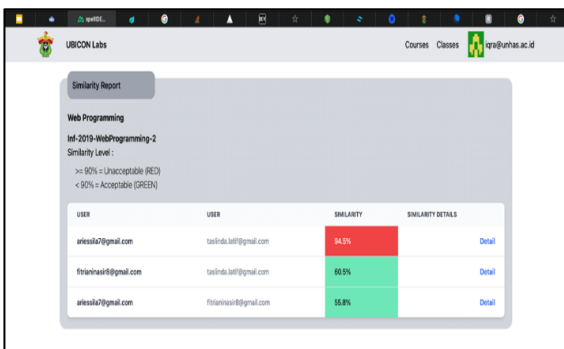 spellDE...
UBICON Labs
Courses Classes iqra@unhas.ac.id
Similarity Report
Web Programming
Inf-2019-WebProgramming-2
Similarity Level :
>= 90% = Unacceptable (RED)
< 90% = Acceptable (GREEN)
USER USER SIMILARITY SIMILARITY DETAILS
ariessila7@gmail.com taslinda.latif@gmail.com 94.5% Detail
fitrianinasir8@gmail.com taslinda.latif@gmail.com 60.5% Detail
ariessila7@gmail.com fitrianinasir8@gmail.com 55.8% Detail